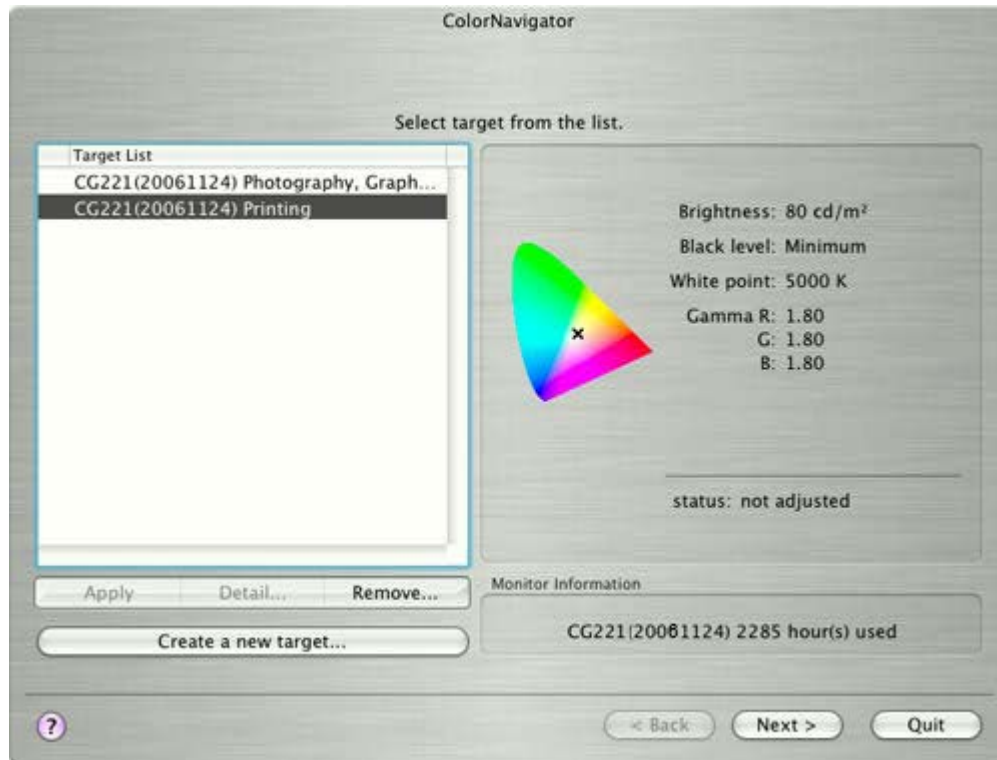 ColorNavigator
Select target from the list.
Target List
CG221(20061124) Photography, Graph...
CG221(20061124) Printing
Brightness: 80 cd/m²
Black level: Minimum
White point: 5000 K
Gamma R: 1.80
G: 1.80
B: 1.80
status: not adjusted
Apply Detail... Remove...
Create a new target...
Monitor Information
CG221(20061124) 2285 hour(s) used
? < Back Next > Quit